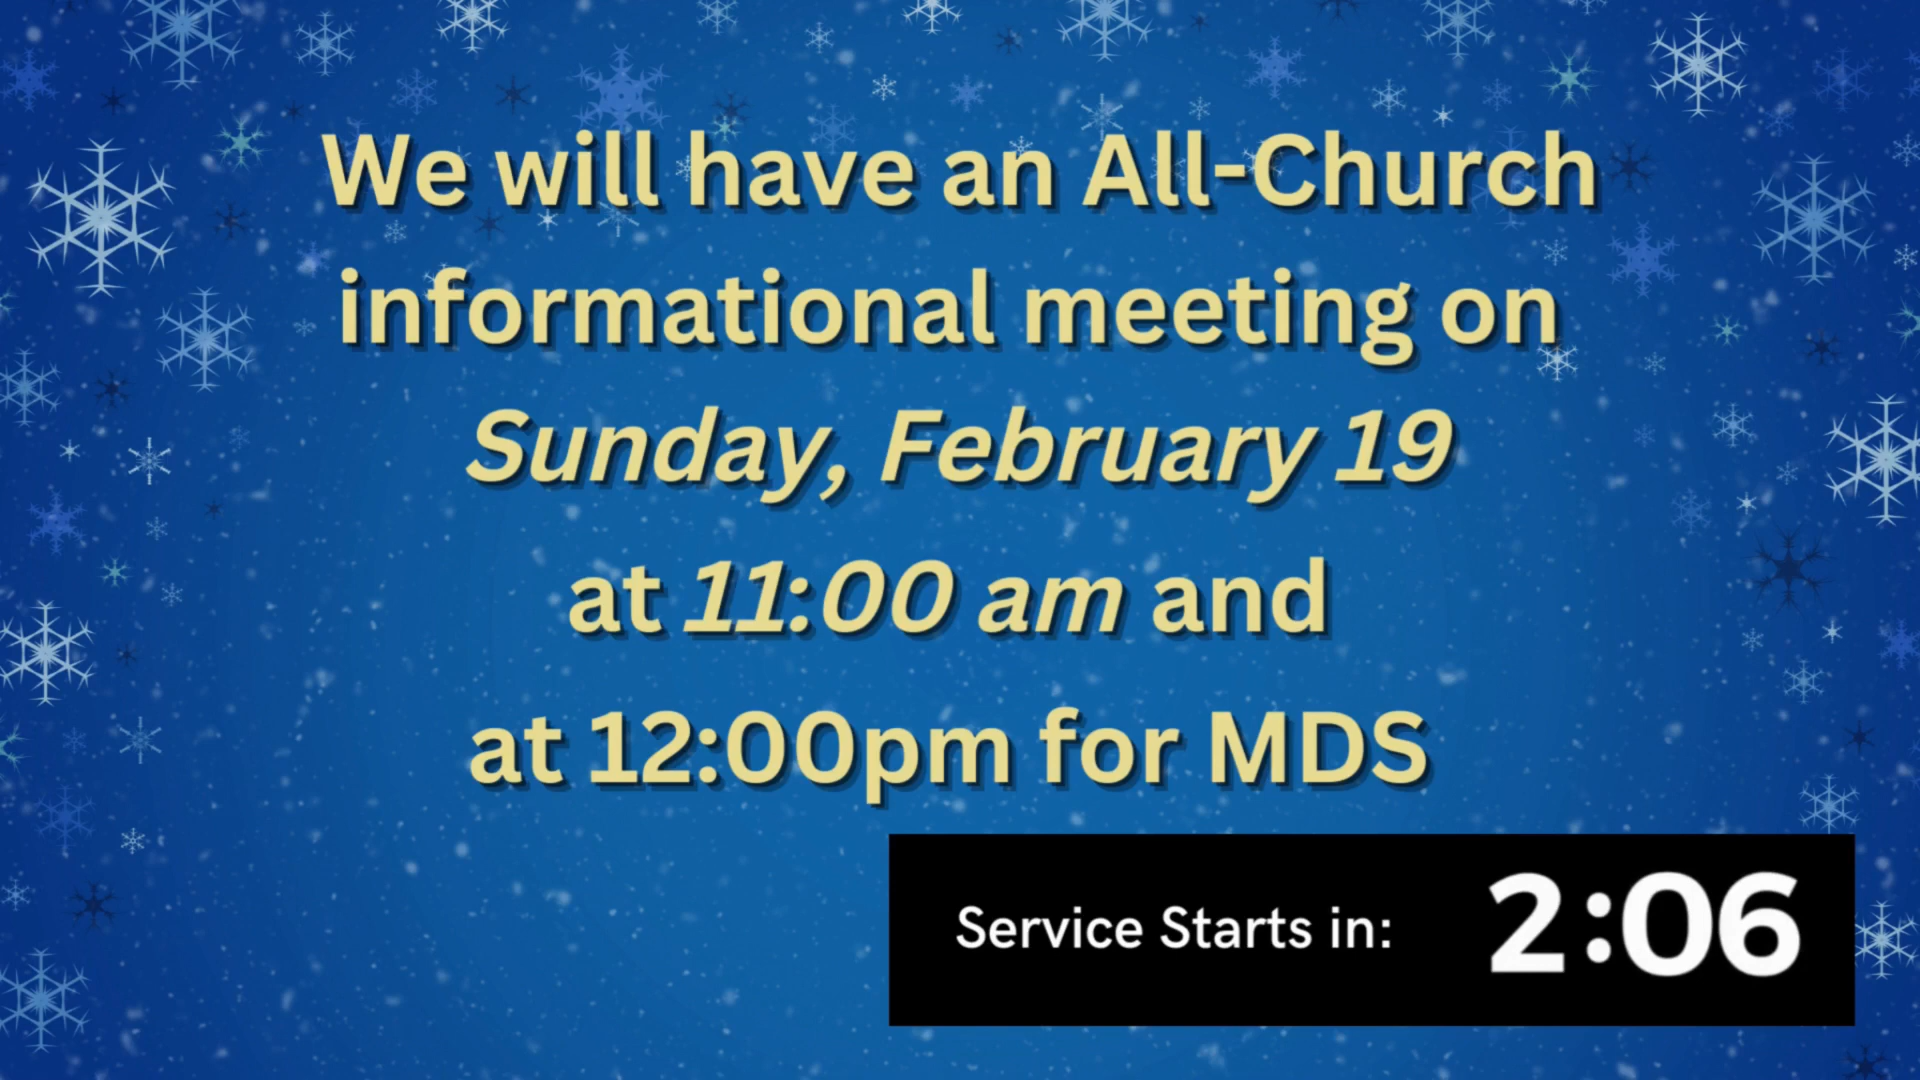 We will have an All-Church
informational meeting on
Sunday, February 19
at 11:00 am and
at 12:00pm for MDS
Service Starts in: 2:06